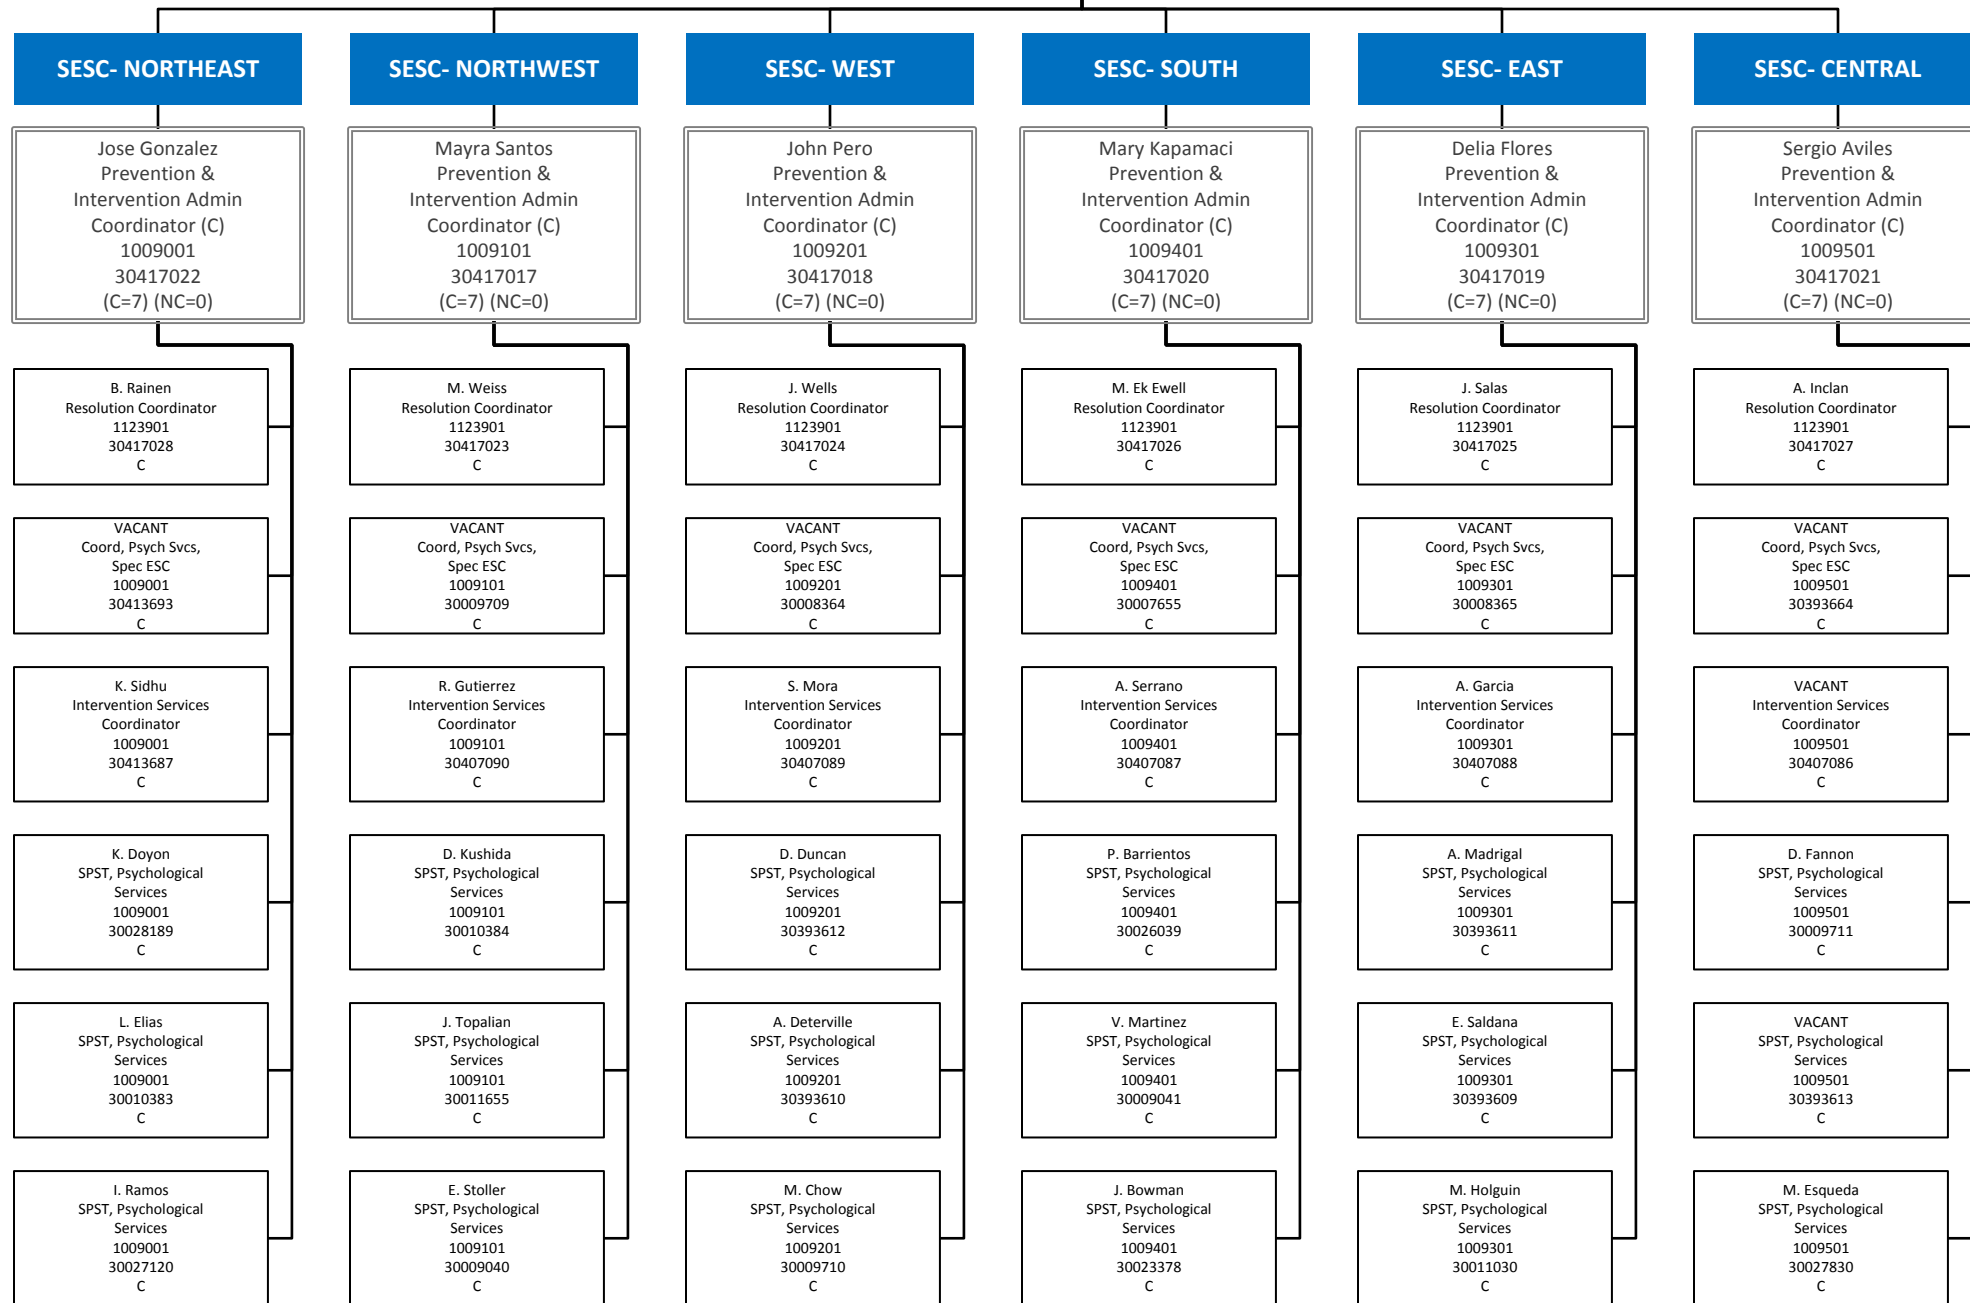 SESC- NORTHEAST
Jose Gonzalez
Prevention &
Intervention Admin
Coordinator (C)
1009001
30417022
(C=7) (NC=0)
B. Rainen
Resolution Coordinator
1123901
30417028
C
VACANT
Coord, Psych Svcs,
Spec ESC
1009001
30413693
C
K. Sidhu
Intervention Services
Coordinator
1009001
30413687
C
K. Doyon
SPST, Psychological
Services
1009001
30028189
C
L. Elias
SPST, Psychological
Services
1009001
30010383
C
I. Ramos
SPST, Psychological
Services
1009001
30027120
C
SESC- NORTHWEST
Mayra Santos
Prevention &
Intervention Admin
Coordinator (C)
1009101
30417017
(C=7) (NC=0)
M. Weiss
Resolution Coordinator
1123901
30417023
C
VACANT
Coord, Psych Svcs,
Spec ESC
1009101
30009709
C
R. Gutierrez
Intervention Services
Coordinator
1009101
30407090
C
D. Kushida
SPST, Psychological
Services
1009101
30010384
C
J. Topalian
SPST, Psychological
Services
1009101
30011655
C
E. Stoller
SPST, Psychological
Services
1009101
30009040
C
SESC- WEST
John Pero
Prevention &
Intervention Admin
Coordinator (C)
1009201
30417018
(C=7) (NC=0)
J. Wells
Resolution Coordinator
1123901
30417024
C
VACANT
Coord, Psych Svcs,
Spec ESC
1009201
30008364
C
S. Mora
Intervention Services
Coordinator
1009201
30407089
C
D. Duncan
SPST, Psychological
Services
1009201
30393612
C
A. Deterville
SPST, Psychological
Services
1009201
30393610
C
M. Chow
SPST, Psychological
Services
1009201
30009710
C
SESC- SOUTH
Mary Kapamaci
Prevention &
Intervention Admin
Coordinator (C)
1009401
30417020
(C=7) (NC=0)
M. Ek Ewell
Resolution Coordinator
1123901
30417026
C
VACANT
Coord, Psych Svcs,
Spec ESC
1009401
30007655
C
A. Serrano
Intervention Services
Coordinator
1009401
30407087
C
P. Barrientos
SPST, Psychological
Services
1009401
30026039
C
V. Martinez
SPST, Psychological
Services
1009401
30009041
C
J. Bowman
SPST, Psychological
Services
1009401
30023378
C
SESC- EAST
Delia Flores
Prevention &
Intervention Admin
Coordinator (C)
1009301
30417019
(C=7) (NC=0)
J. Salas
Resolution Coordinator
1123901
30417025
C
VACANT
Coord, Psych Svcs,
Spec ESC
1009301
30008365
C
A. Garcia
Intervention Services
Coordinator
1009301
30407088
C
A. Madrigal
SPST, Psychological
Services
1009301
30393611
C
E. Saldana
SPST, Psychological
Services
1009301
30393609
C
M. Holguin
SPST, Psychological
Services
1009301
30011030
C
SESC- CENTRAL
Sergio Aviles
Prevention &
Intervention Admin
Coordinator (C)
1009501
30417021
(C=7) (NC=0)
A. Inclan
Resolution Coordinator
1123901
30417027
C
VACANT
Coord, Psych Svcs,
Spec ESC
1009501
30393664
C
VACANT
Intervention Services
Coordinator
1009501
30407086
C
D. Fannon
SPST, Psychological
Services
1009501
30009711
C
VACANT
SPST, Psychological
Services
1009501
30393613
C
M. Esqueda
SPST, Psychological
Services
1009501
30027830
C